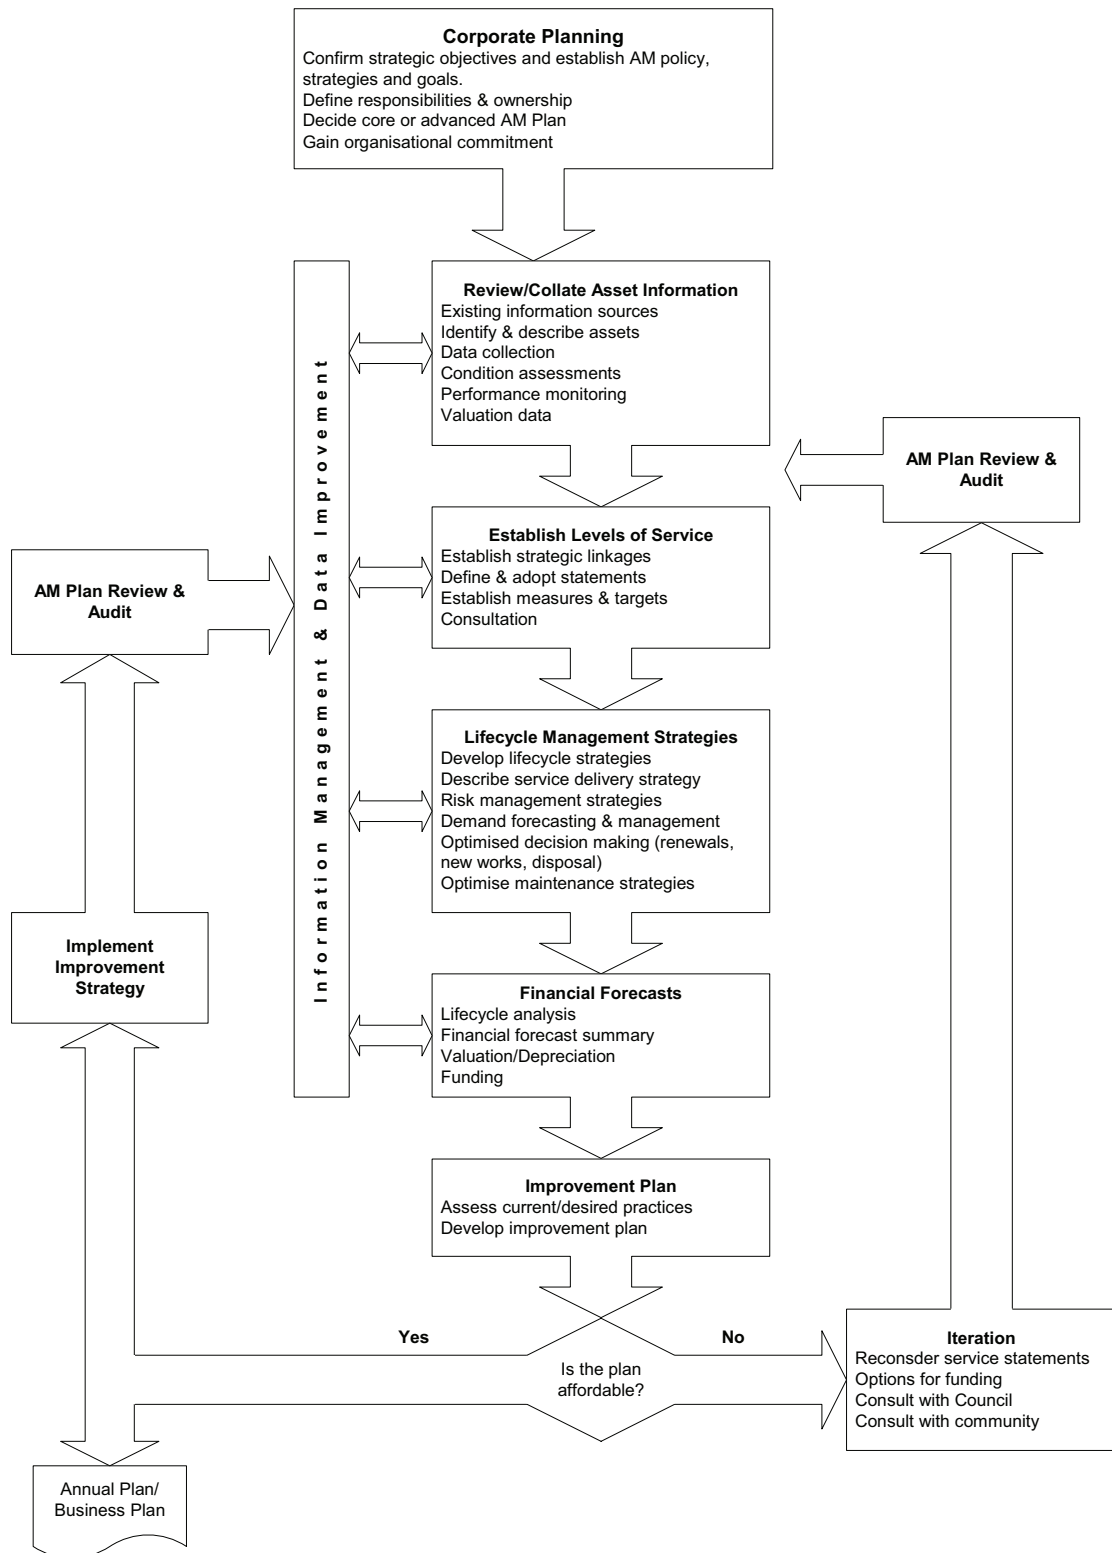 Corporate Planning
Confirm strategic objectives and establish AM policy,
strategies and goals.
Define responsibilities & ownership
Decide core or advanced AM Plan
Gain organisational commitment
Information Management & Data Improvement
Review/Collate Asset Information
Existing information sources
Identify & describe assets
Data collection
Condition assessments
Performance monitoring
Valuation data
AM Plan Review &
Audit
Establish Levels of Service
Establish strategic linkages
Define & adopt statements
Establish measures & targets
Consultation
AM Plan Review &
Audit
Lifecycle Management Strategies
Develop lifecycle strategies
Describe service delivery strategy
Risk management strategies
Demand forecasting & management
Optimised decision making (renewals,
new works, disposal)
Optimise maintenance strategies
Implement
Improvement
Strategy
Financial Forecasts
Lifecycle analysis
Financial forecast summary
Valuation/Depreciation
Funding
Improvement Plan
Assess current/desired practices
Develop improvement plan
Yes
No
Is the plan
affordable?
Iteration
Reconsder service statements
Options for funding
Consult with Council
Consult with community
Annual Plan/
Business Plan